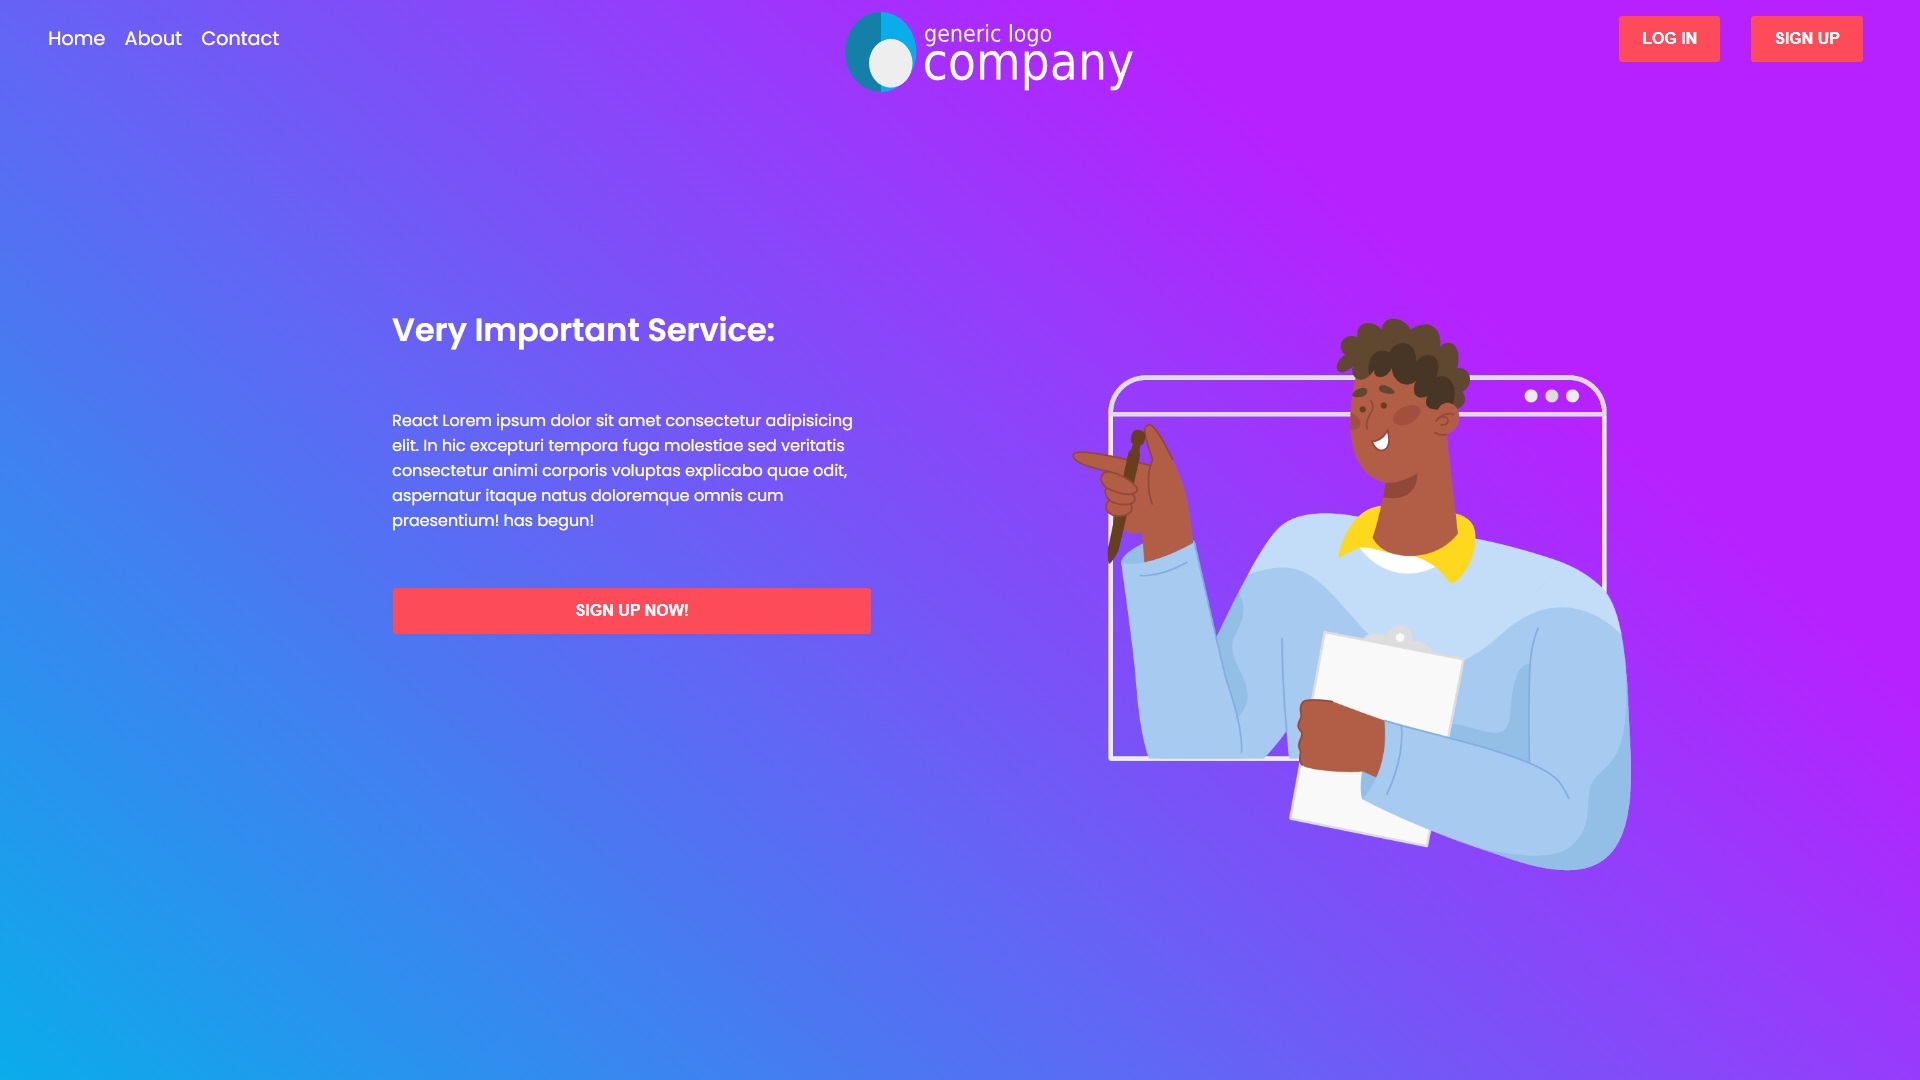 Home About Contact
generic logo
company
LOG IN SIGN UP
Very Important Service:
React Lorem ipsum dolor sit amet consectetur adipisicing
elit. In hic excepturi tempora fuga molestiae sed veritatis
consectetur animi corporis voluptas explicabo quae odit,
aspernatur itaque natus doloremque omnis cum
praesentium! has begun!
SIGN UP NOW!